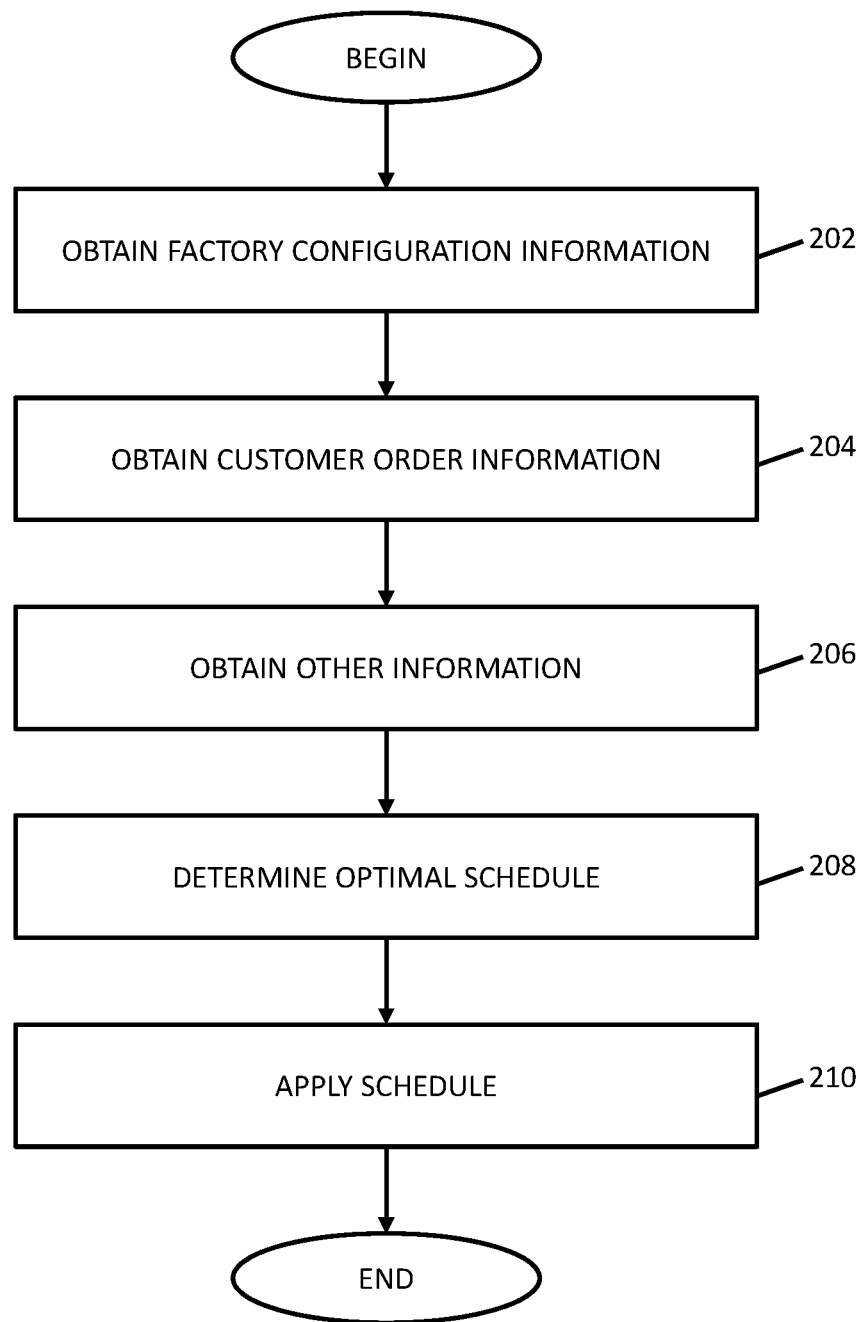 BEGIN
OBTAIN FACTORY CONFIGURATION INFORMATION
202
OBTAIN CUSTOMER ORDER INFORMATION
204
OBTAIN OTHER INFORMATION
206
DETERMINE OPTIMAL SCHEDULE
208
APPLY SCHEDULE
210
END